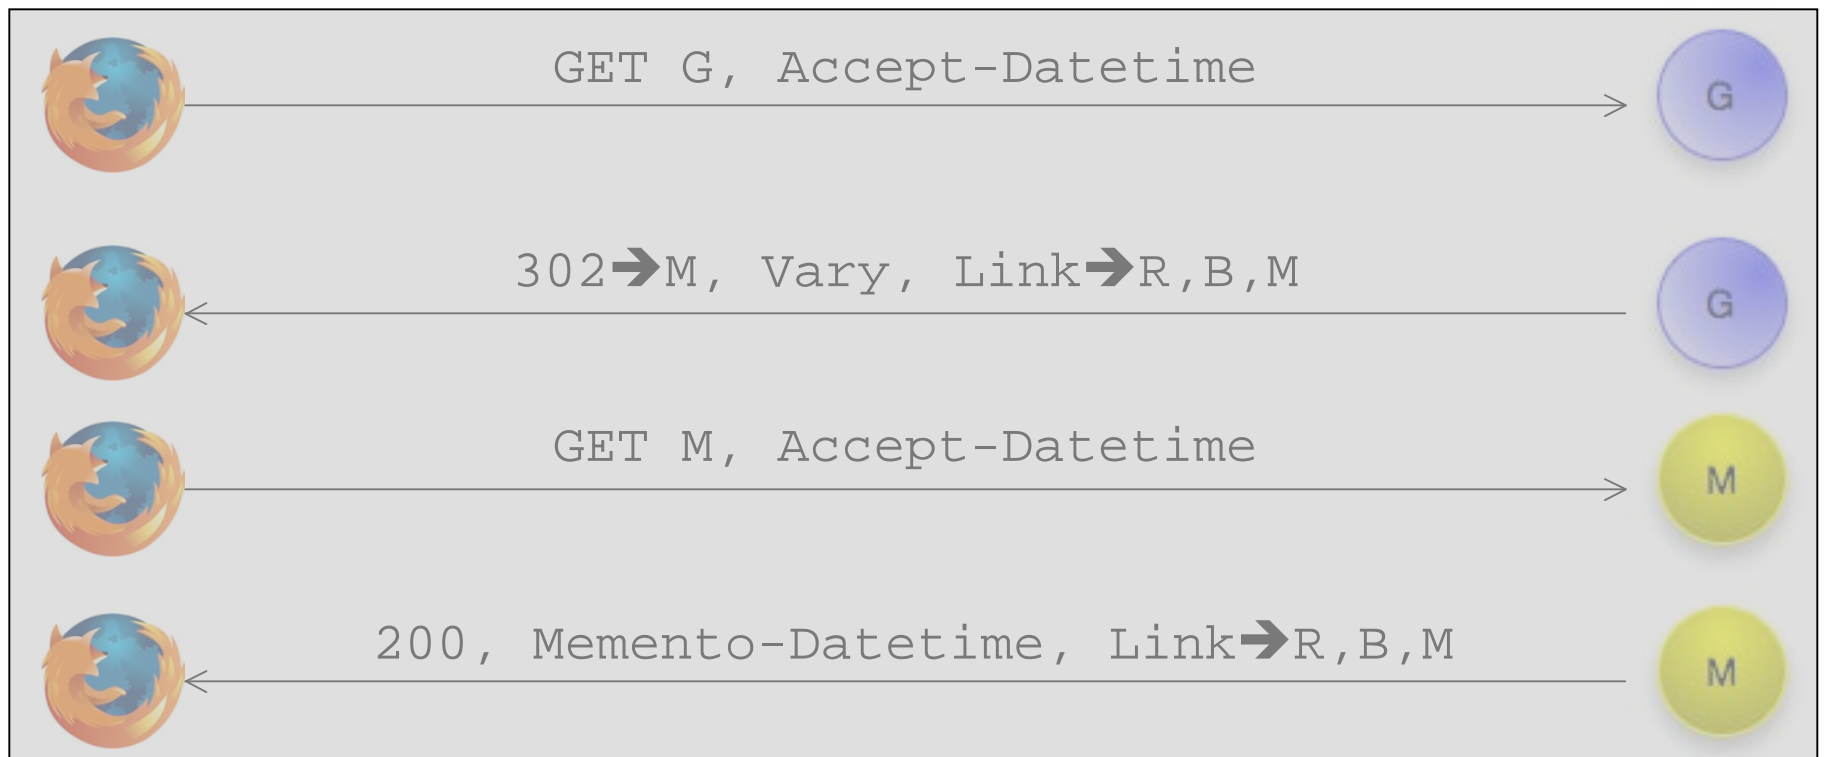 GET G, Accept-Datetime
G
302➔M, Vary, Link➔R,B,M
G
GET M, Accept-Datetime
M
200, Memento-Datetime, Link➔R,B,M
M